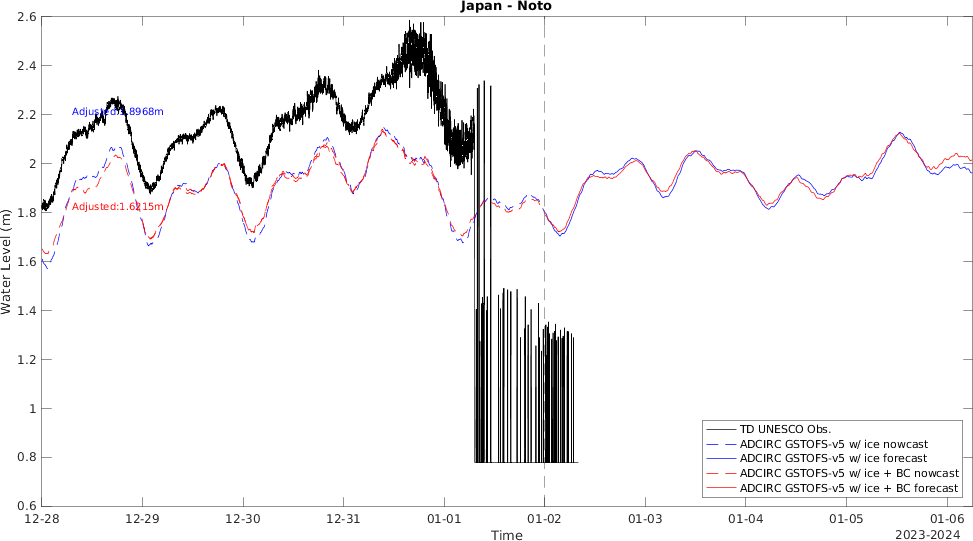 Japan - Noto
2.6
2.4
2.2
2
1.8
1.6
1.4
1.2
1
0.8
0.6
Water Level (m)
Adjusted:1.8968m
Adjusted:1.6215m
TD UNESCO Obs.
ADCIRC GSTOFS-v5 w/ ice nowcast
ADCIRC GSTOFS-v5 w/ ice forecast
ADCIRC GSTOFS-v5 w/ ice + BC nowcast
ADCIRC GSTOFS-v5 w/ ice + BC forecast
12-28 12-29 12-30 12-31 01-01 01-02 01-03 01-04 01-05 01-06
Time
2023-2024